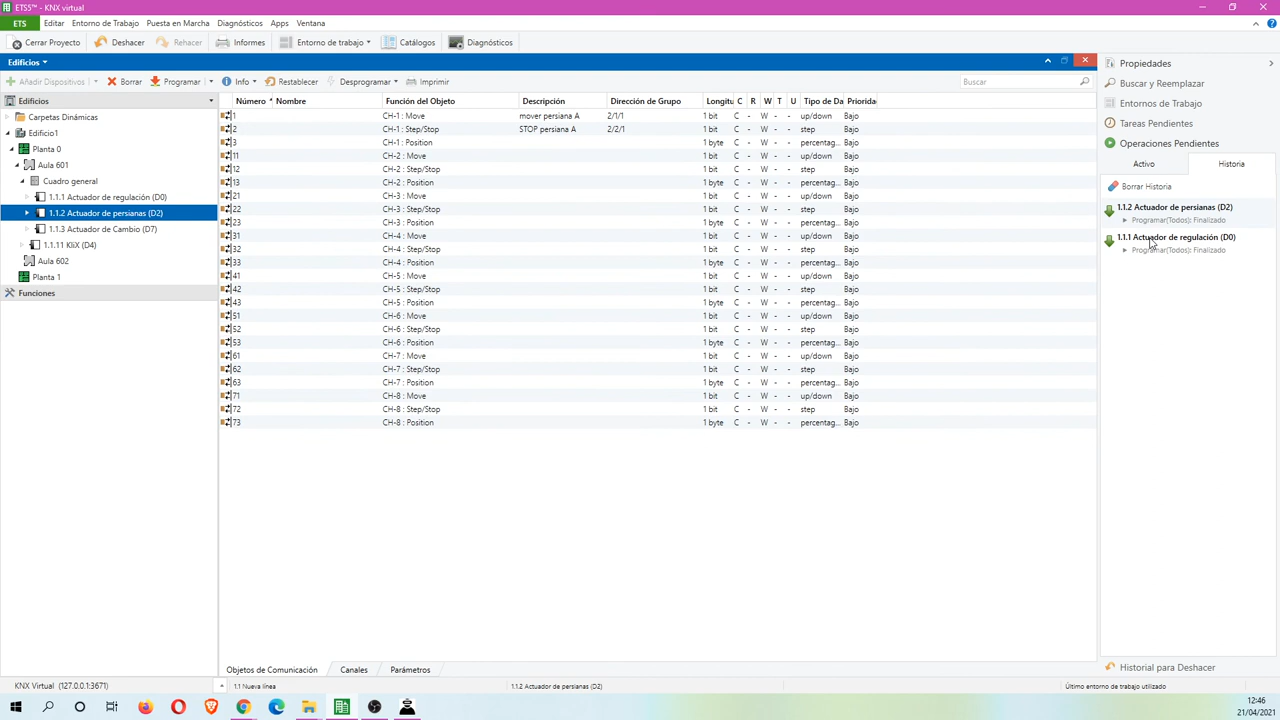 ETS5™ - KNX virtual
ETS Editar Entorno de Trabajo Puesta en Marcha Diagnósticos Apps Ventana
Cerrar Proyecto Deshacer Rehacer Informes Entorno de trabajo Catálogos Diagnósticos
Edificios
Añadir Dispositivos Borrar Programar Info Restablecer Desprogramar Imprimir Buscar
Edificios
Carpetas Dinámicas
Edificio1
Planta 0
Aula 601
Cuadro general
1.1.1 Actuador de regulación (D0)
1.1.2 Actuador de persianas (D2)
1.1.3 Actuador de Cambio (D7)
1.1.11 KliX (D4)
Aula 602
Planta 1
Funciones
Número Nombre Función del Objeto Descripción Dirección de Grupo Longitu C R W T U Tipo de Da Priorida
1 CH-1 : Move mover persiana A 2/1/1 1 bit C - W - - up/down Bajo
2 CH-1 : Step/Stop STOP persiana A 2/2/1 1 bit C - W - - step Bajo
3 CH-1 : Position 1 byte C - W - - percentag... Bajo
11 CH-2 : Move 1 bit C - W - - up/down Bajo
12 CH-2 : Step/Stop 1 bit C - W - - step Bajo
13 CH-2 : Position 1 byte C - W - - percentag... Bajo
21 CH-3 : Move 1 bit C - W - - up/down Bajo
22 CH-3 : Step/Stop 1 bit C - W - - step Bajo
23 CH-3 : Position 1 byte C - W - - percentag... Bajo
31 CH-4 : Move 1 bit C - W - - up/down Bajo
32 CH-4 : Step/Stop 1 bit C - W - - step Bajo
33 CH-4 : Position 1 byte C - W - - percentag... Bajo
41 CH-5 : Move 1 bit C - W - - up/down Bajo
42 CH-5 : Step/Stop 1 bit C - W - - step Bajo
43 CH-5 : Position 1 byte C - W - - percentag... Bajo
51 CH-6 : Move 1 bit C - W - - up/down Bajo
52 CH-6 : Step/Stop 1 bit C - W - - step Bajo
53 CH-6 : Position 1 byte C - W - - percentag... Bajo
61 CH-7 : Move 1 bit C - W - - up/down Bajo
62 CH-7 : Step/Stop 1 bit C - W - - step Bajo
63 CH-7 : Position 1 byte C - W - - percentag... Bajo
71 CH-8 : Move 1 bit C - W - - up/down Bajo
72 CH-8 : Step/Stop 1 bit C - W - - step Bajo
73 CH-8 : Position 1 byte C - W - - percentag... Bajo
Objetos de Comunicación Canales Parámetros
Propiedades
Buscar y Reemplazar
Entornos de Trabajo
Tareas Pendientes
Operaciones Pendientes
Activo Historia
Borrar Historia
1.1.2 Actuador de persianas (D2)
Programar(Todos): Finalizado
1.1.1 Actuador de regulación (D0)
Programar(Todos): Finalizado
Historial para Deshacer
KNX Virtual (127.0.0.1:3671) 1.1 Nueva línea 1.1.2 Actuador de persianas (D2) Último entorno de trabajo utilizado
12:46
21/04/2021